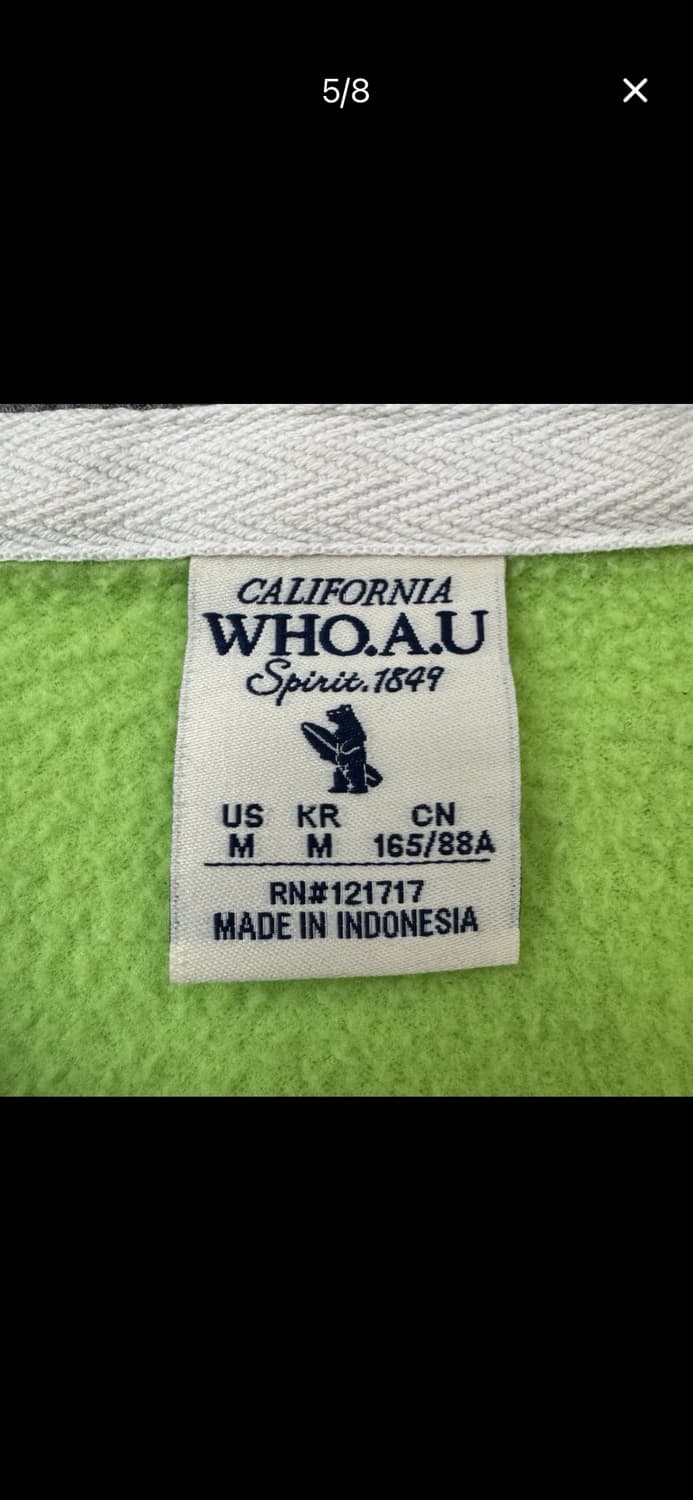 5/8
CALIFORNIA
WHO.A.U
Spirit.1849
US KR CN
M M 165/88A
RN#121717
MADE IN INDONESIA